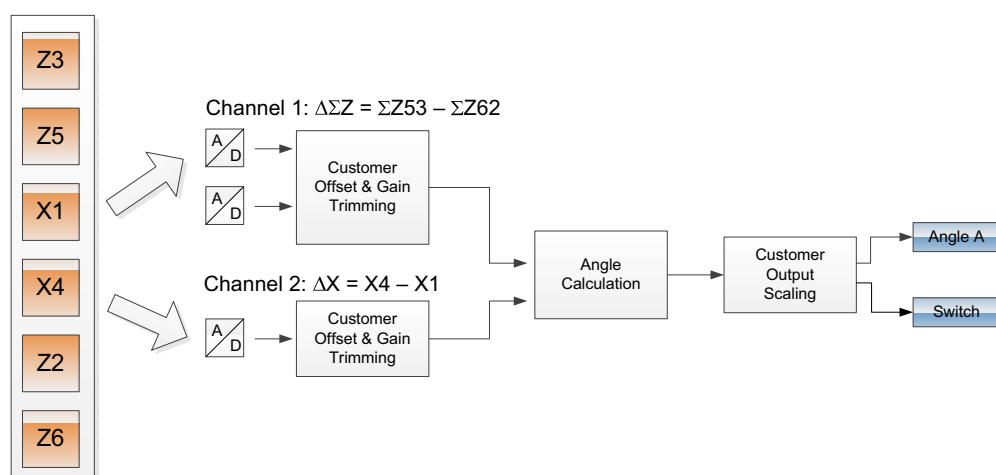 Z3
Z5
X1
X4
Z2
Z6
Channel 1: ΔΣZ = ΣZ53 – ΣZ62
A
D
A
D
Customer
Offset & Gain
Trimming
Channel 2: ΔX = X4 – X1
A
D
Customer
Offset & Gain
Trimming
Angle
Calculation
Customer
Output
Scaling
Angle A
Switch